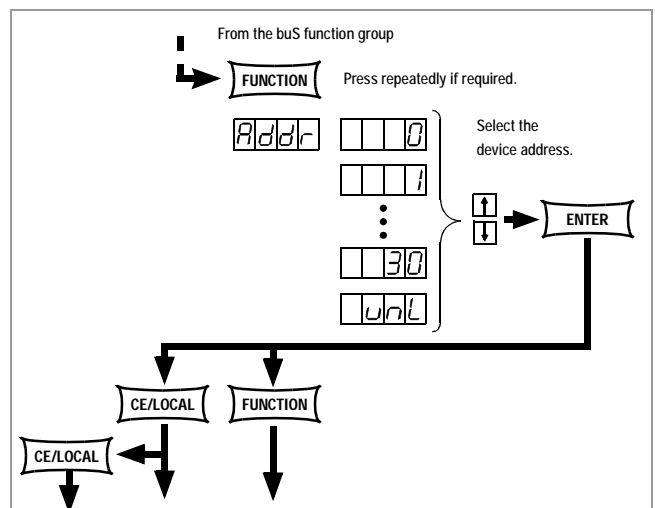 From the buS function group
FUNCTION Press repeatedly if required.
Addr 0
Select the
device address.
1
ENTER
30
unL
CE/LOCAL FUNCTION
CE/LOCAL